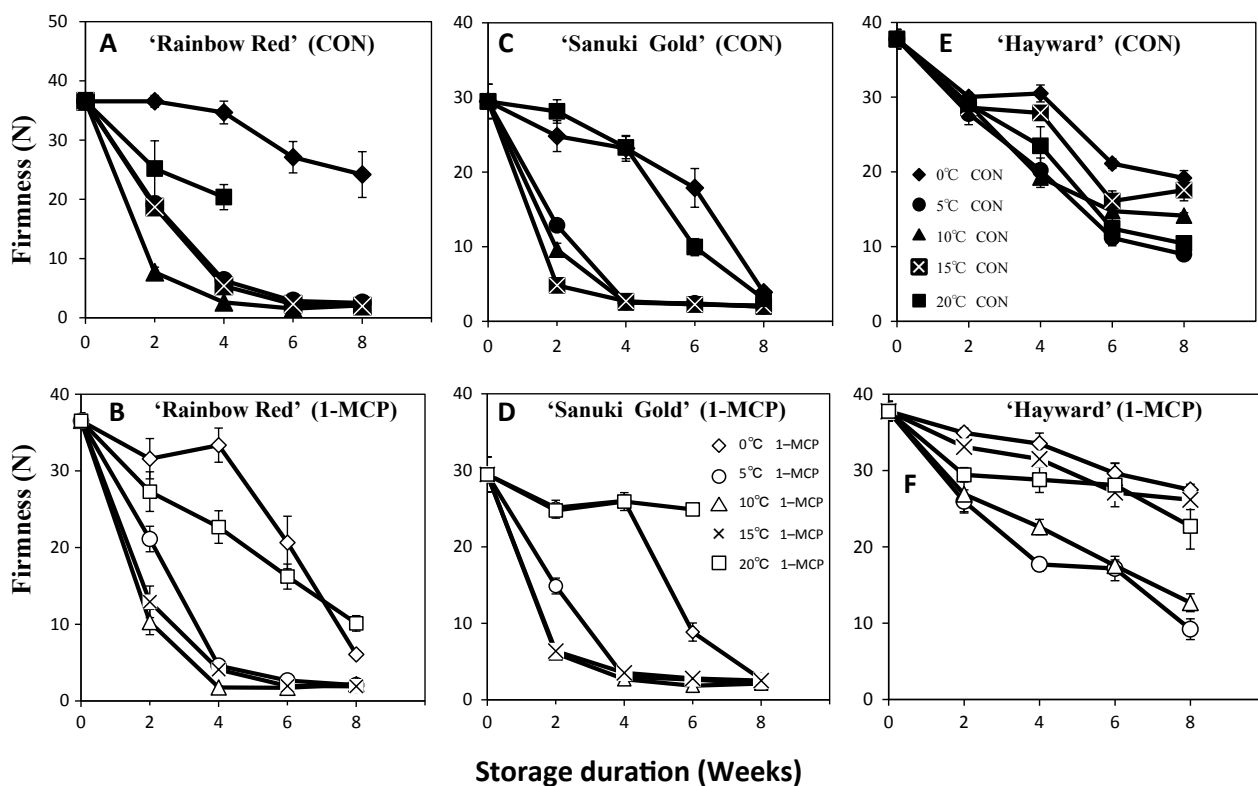 A ‘Rainbow Red’ (CON)
Firmness (N)
50
40
30
20
10
0
0 2 4 6 8
C ‘Sanuki Gold’ (CON)
40
30
20
10
0
0 2 4 6 8
E ‘Hayward’ (CON)
40
30
20
10
0
0℃ CON
5℃ CON
10℃ CON
15℃ CON
20℃ CON
0 2 4 6 8
B ‘Rainbow Red’ (1-MCP)
Firmness (N)
40
30
20
10
0
0 2 4 6 8
D ‘Sanuki Gold’ (1-MCP)
40
30
20
10
0
0℃ 1–MCP
5℃ 1–MCP
10℃ 1–MCP
15℃ 1–MCP
20℃ 1–MCP
0 2 4 6 8
‘Hayward’ (1-MCP)
F
40
30
20
10
0
0 2 4 6 8
Storage duration (Weeks)